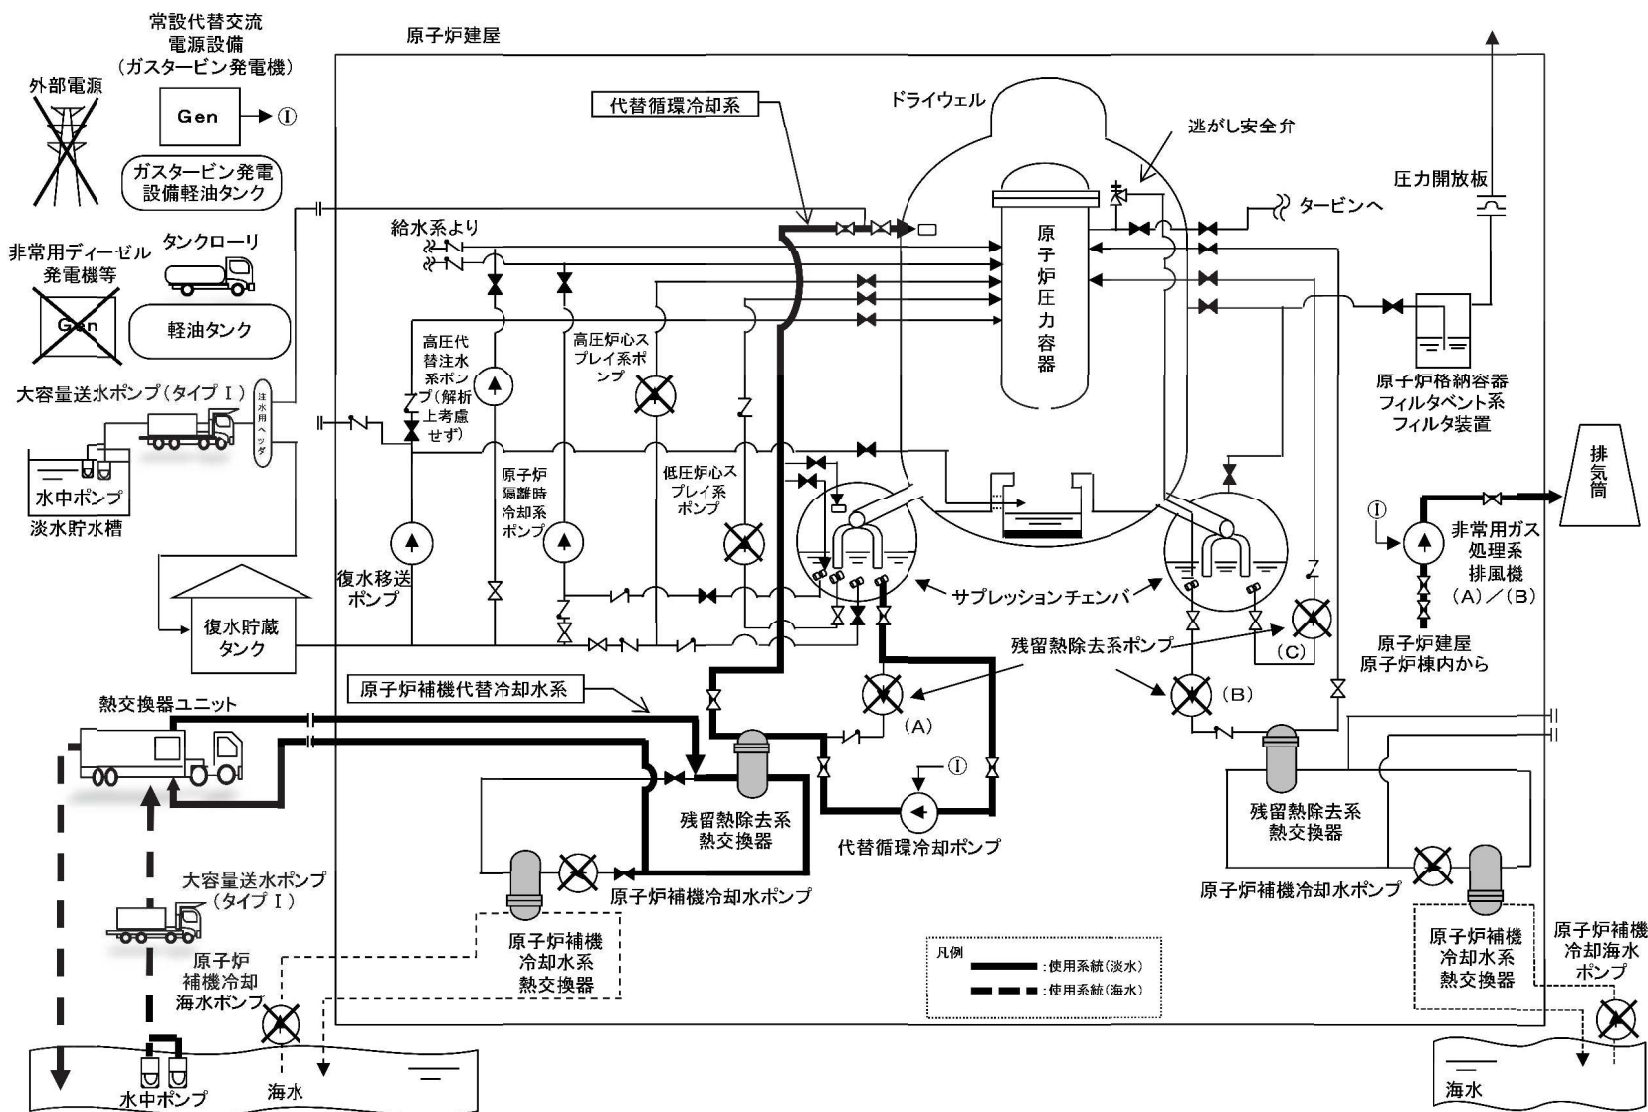 常設代替交流
電源設備
(ガスタービン発電機)
外部電源
Gen
Ⓘ
ガスタービン発電
設備軽油タンク
非常用ディーゼル
発電機等
Gen
タンクローリ
軽油タンク
大容量送水ポンプ(タイプⅠ)
注水用ヘッダ
水中ポンプ
淡水貯水槽
復水貯蔵
タンク
原子炉建屋
代替循環冷却系
ドライウェル
逃がし安全弁
圧力開放板
給水系より
タービンへ
原子炉圧力容器
高圧代
替注水
系ポン
プ(解析
上考慮
せず)
高圧炉心ス
プレイ系ポ
ンプ
原子炉格納容器
フィルタベント系
フィルタ装置
排気筒
原子炉
隔離時
冷却系
ポンプ
低圧炉心ス
プレイ系
ポンプ
復水移送
ポンプ
サプレッションチェンバ
Ⓘ
非常用ガス
処理系
排風機
(A)/(B)
原子炉建屋
原子炉棟内から
残留熱除去系ポンプ
(A)
(B)
(C)
原子炉補機代替冷却水系
熱交換器ユニット
Ⓘ
残留熱除去系
熱交換器
代替循環冷却ポンプ
残留熱除去系
熱交換器
大容量送水ポンプ
(タイプⅠ)
原子炉補機冷却水ポンプ
原子炉補機冷却水ポンプ
原子炉
補機冷却
海水ポンプ
原子炉補機
冷却水系
熱交換器
凡例
:使用系統(淡水)
:使用系統(海水)
原子炉補機
冷却水系
熱交換器
原子炉補機
冷却海水
ポンプ
水中ポンプ
海水
海水